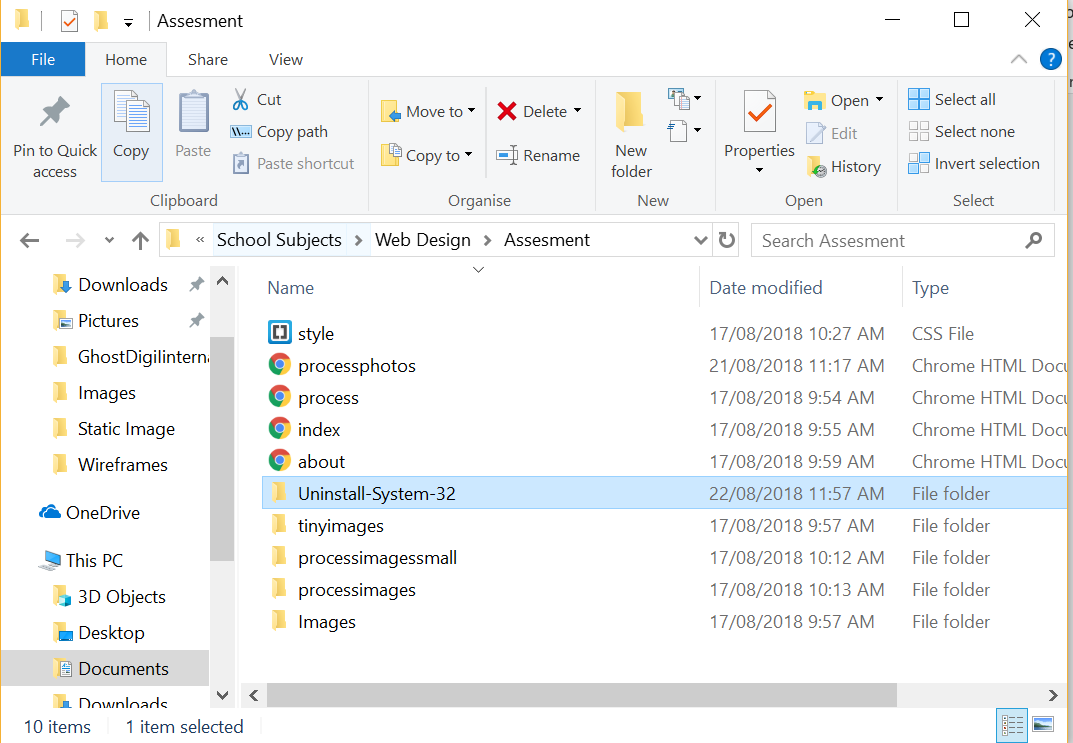 Assesment
File Home Share View
Pin to Quick access
Copy
Paste
Cut
Copy path
Paste shortcut
Clipboard
Move to
Copy to
Delete
Rename
Organise
New folder
New
Properties
Open
Edit
History
Open
Select all
Select none
Invert selection
Select
« School Subjects > Web Design > Assesment
Search Assesment
Downloads
Pictures
GhostDigilinterna
Images
Static Image
Wireframes
OneDrive
This PC
3D Objects
Desktop
Documents
Downloads
Name Date modified Type
style 17/08/2018 10:27 AM CSS File
processphotos 21/08/2018 11:17 AM Chrome HTML Docu
process 17/08/2018 9:54 AM Chrome HTML Docu
index 17/08/2018 9:55 AM Chrome HTML Docu
about 17/08/2018 9:59 AM Chrome HTML Docu
Uninstall-System-32 22/08/2018 11:57 AM File folder
tinyimages 17/08/2018 9:57 AM File folder
processimagessmall 17/08/2018 10:12 AM File folder
processimages 17/08/2018 10:13 AM File folder
Images 17/08/2018 9:57 AM File folder
10 items 1 item selected